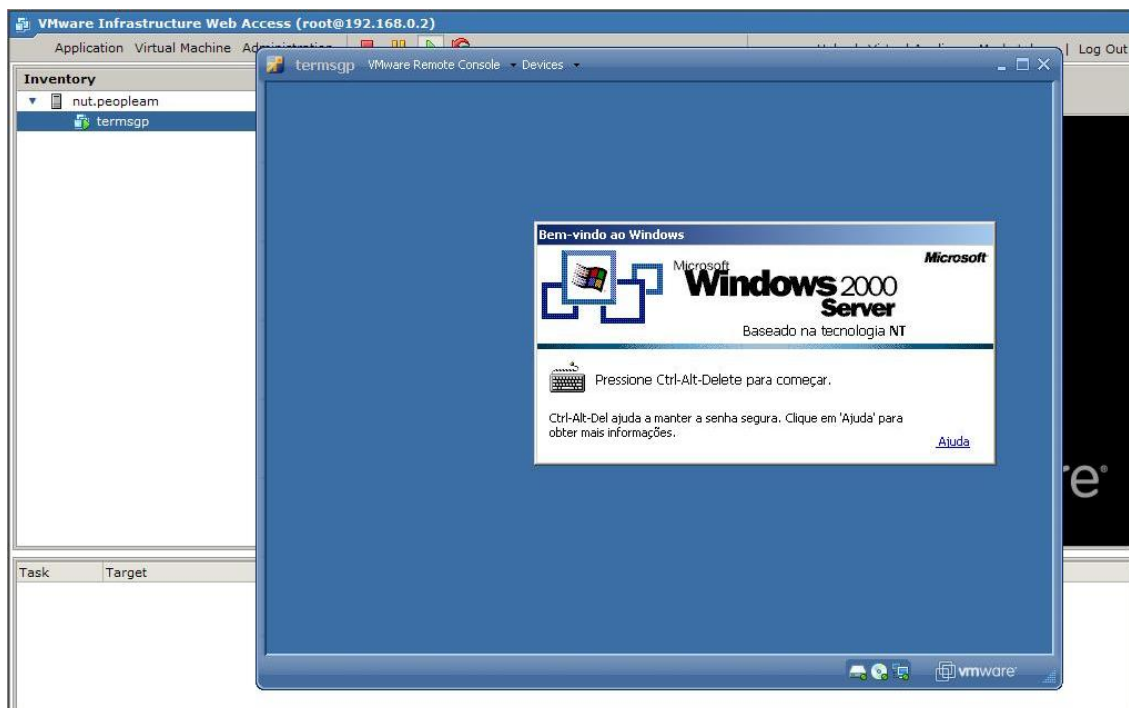 VMware Infrastructure Web Access (root@192.168.0.2)
Application Virtual Machine Administration | Log Out
termsgp VMware Remote Console Devices
Inventory
nut.peopleam
termsgp
Bem-vindo ao Windows
Microsoft
Microsoft
Windows 2000
Server
Baseado na tecnologia NT
Pressione Ctrl-Alt-Delete para começar.
Ctrl-Alt-Del ajuda a manter a senha segura. Clique em 'Ajuda' para
obter mais informações.
Ajuda
Task Target
vmware